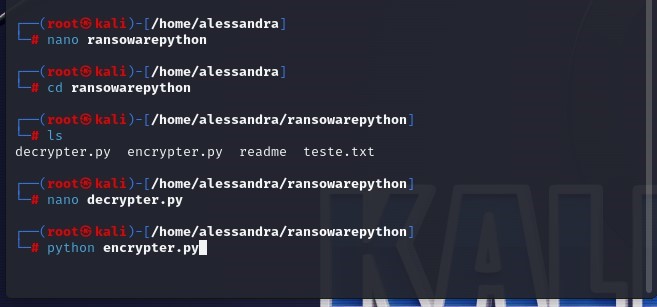 ┌──(root㉿kali)-[/home/alessandra]
└─# nano ransowarepython
┌──(root㉿kali)-[/home/alessandra]
└─# cd ransowarepython
┌──(root㉿kali)-[/home/alessandra/ransowarepython]
└─# ls
decrypter.py  encrypter.py  readme  teste.txt
┌──(root㉿kali)-[/home/alessandra/ransowarepython]
└─# nano decrypter.py
┌──(root㉿kali)-[/home/alessandra/ransowarepython]
└─# python encrypter.py
KALI